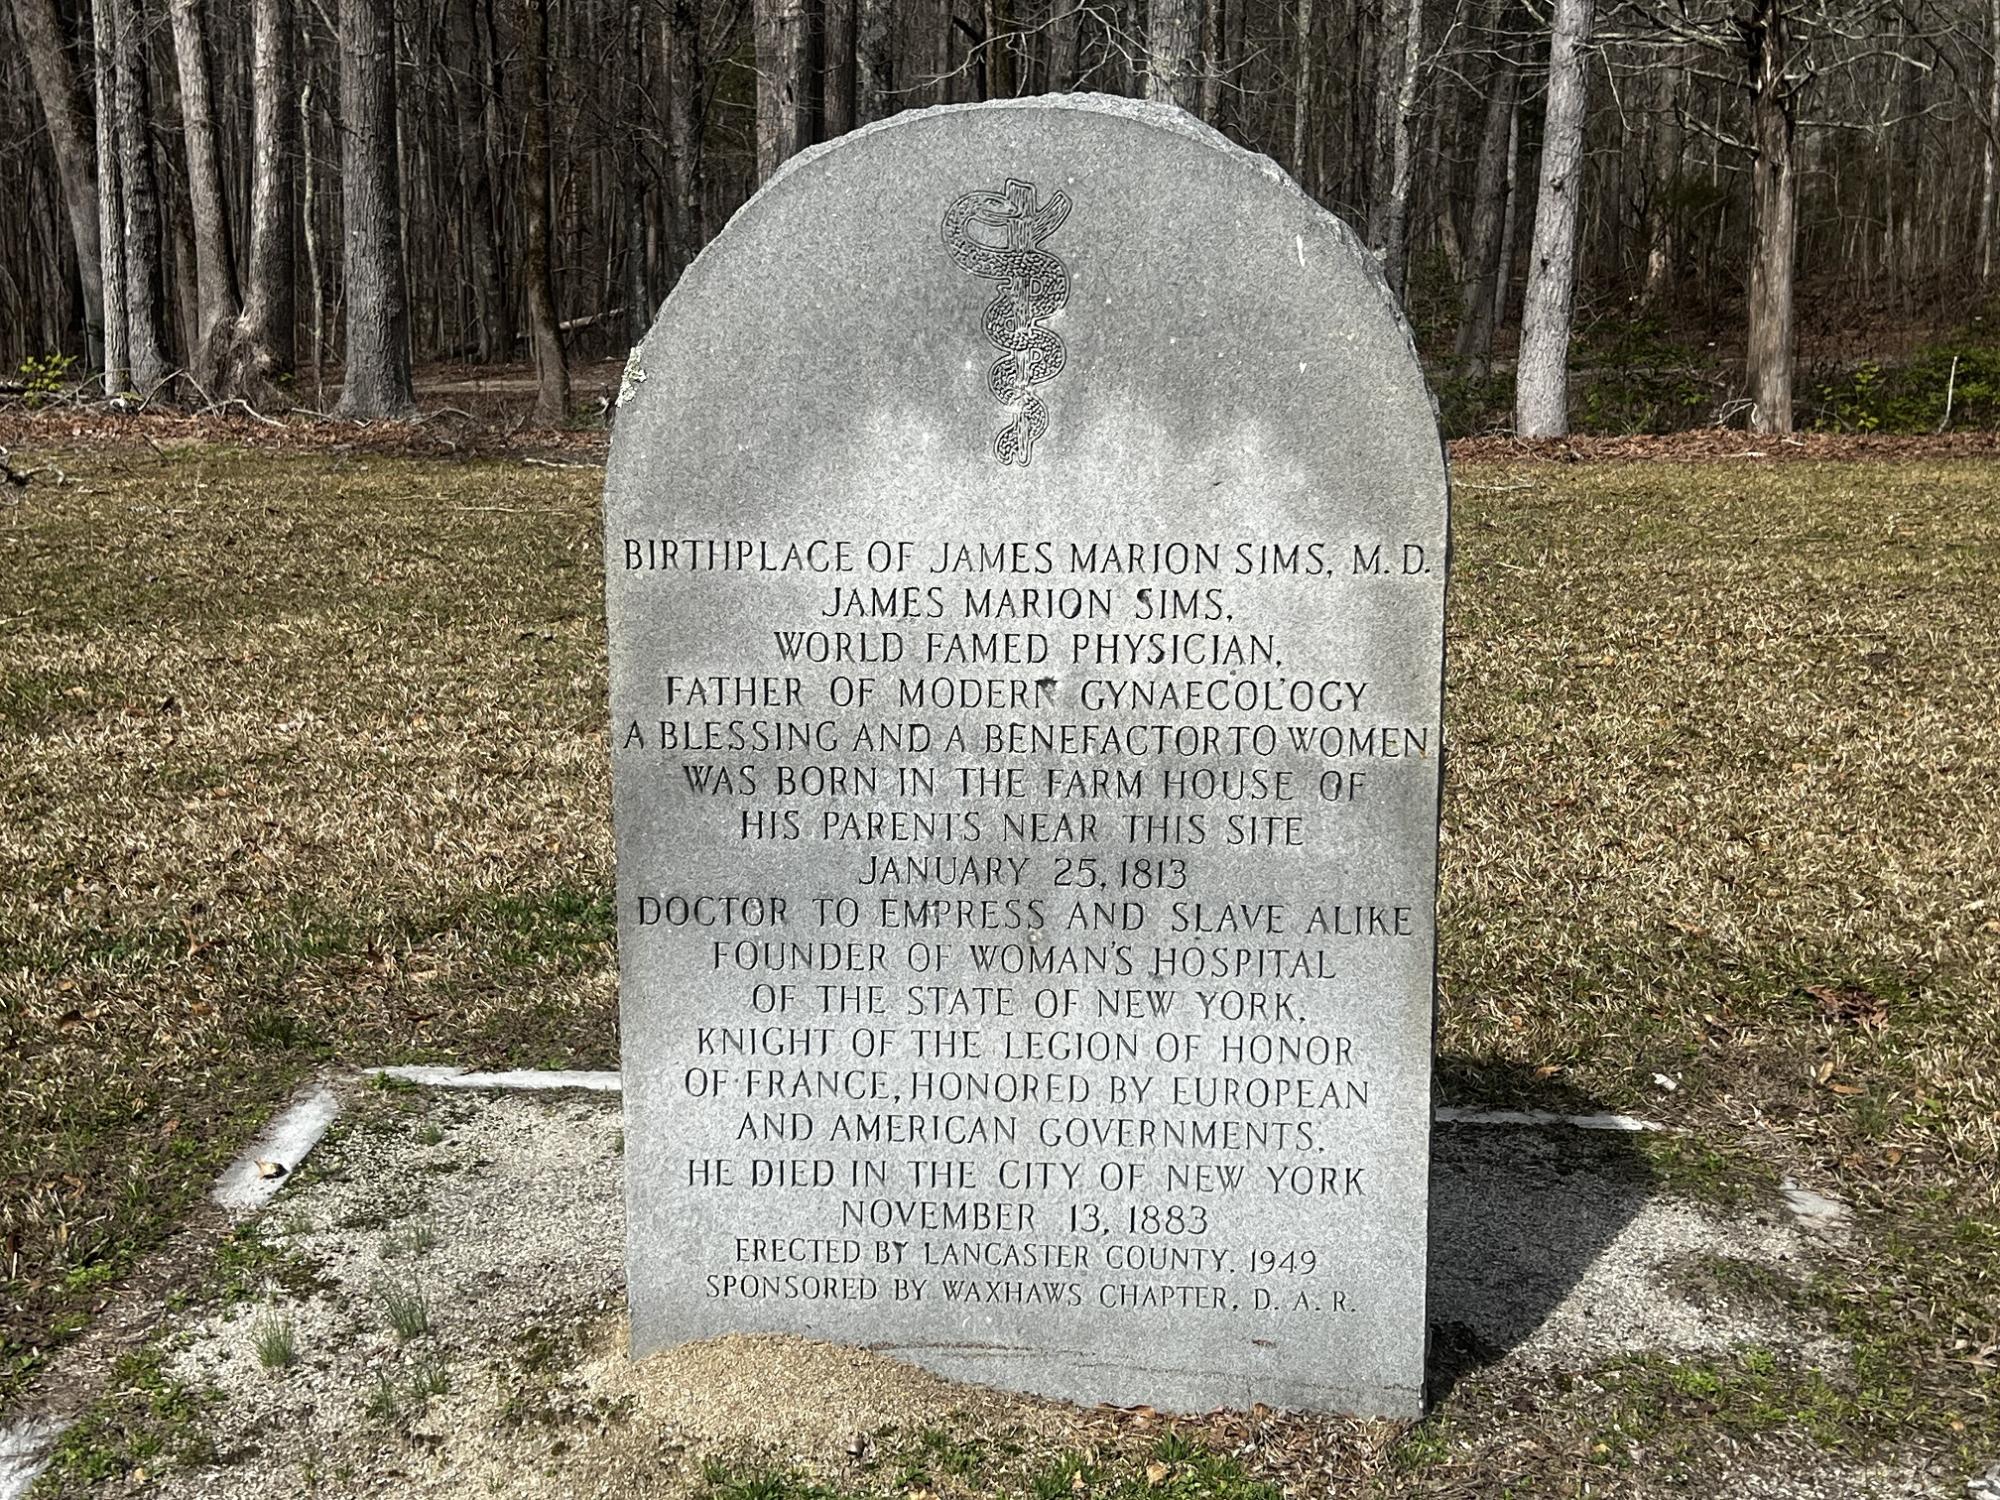 BIRTHPLACE OF JAMES MARION SIMS, M. D.
JAMES MARION SIMS,
WORLD FAMED PHYSICIAN,
FATHER OF MODERN GYNAECOLOGY
A BLESSING AND A BENEFACTOR TO WOMEN
WAS BORN IN THE FARM HOUSE OF
HIS PARENTS NEAR THIS SITE
JANUARY 25, 1813
DOCTOR TO EMPRESS AND SLAVE ALIKE
FOUNDER OF WOMAN'S HOSPITAL
OF THE STATE OF NEW YORK,
KNIGHT OF THE LEGION OF HONOR
OF FRANCE, HONORED BY EUROPEAN
AND AMERICAN GOVERNMENTS.
HE DIED IN THE CITY OF NEW YORK
NOVEMBER 13, 1883
ERECTED BY LANCASTER COUNTY, 1949
SPONSORED BY WAXHAWS CHAPTER, D. A. R.